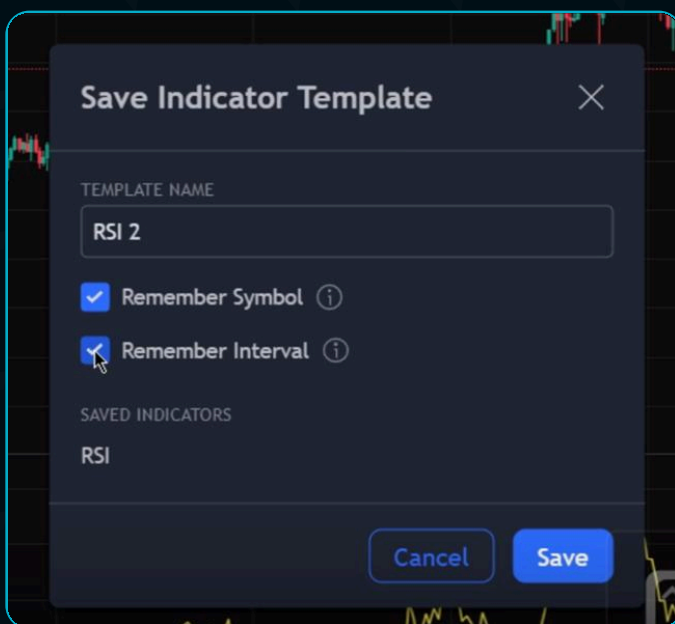 Save Indicator Template
TEMPLATE NAME
RSI 2
Remember Symbol
Remember Interval
SAVED INDICATORS
RSI
Cancel
Save